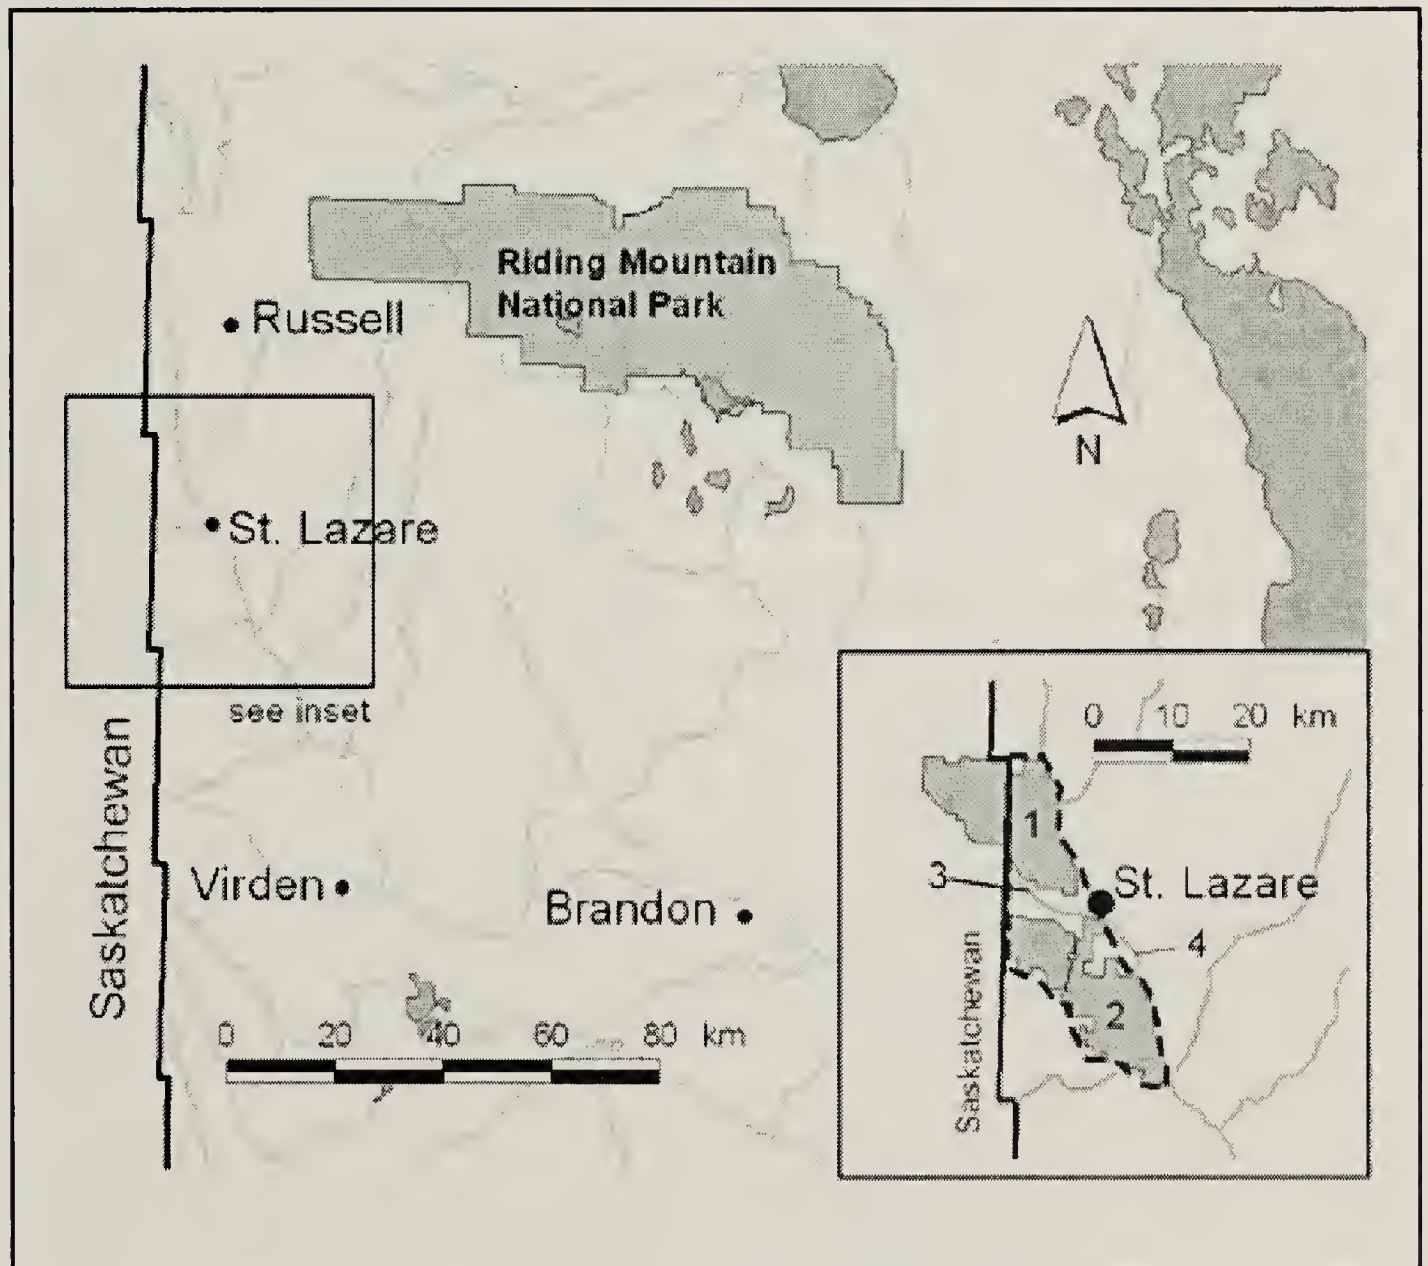 Riding Mountain
National Park
Russell
N
St. Lazare
see inset
Saskatchewan
Virden
Brandon
0 20 40 60 80 km
0 10 20 km
1
3
St. Lazare
4
2
Saskatchewan